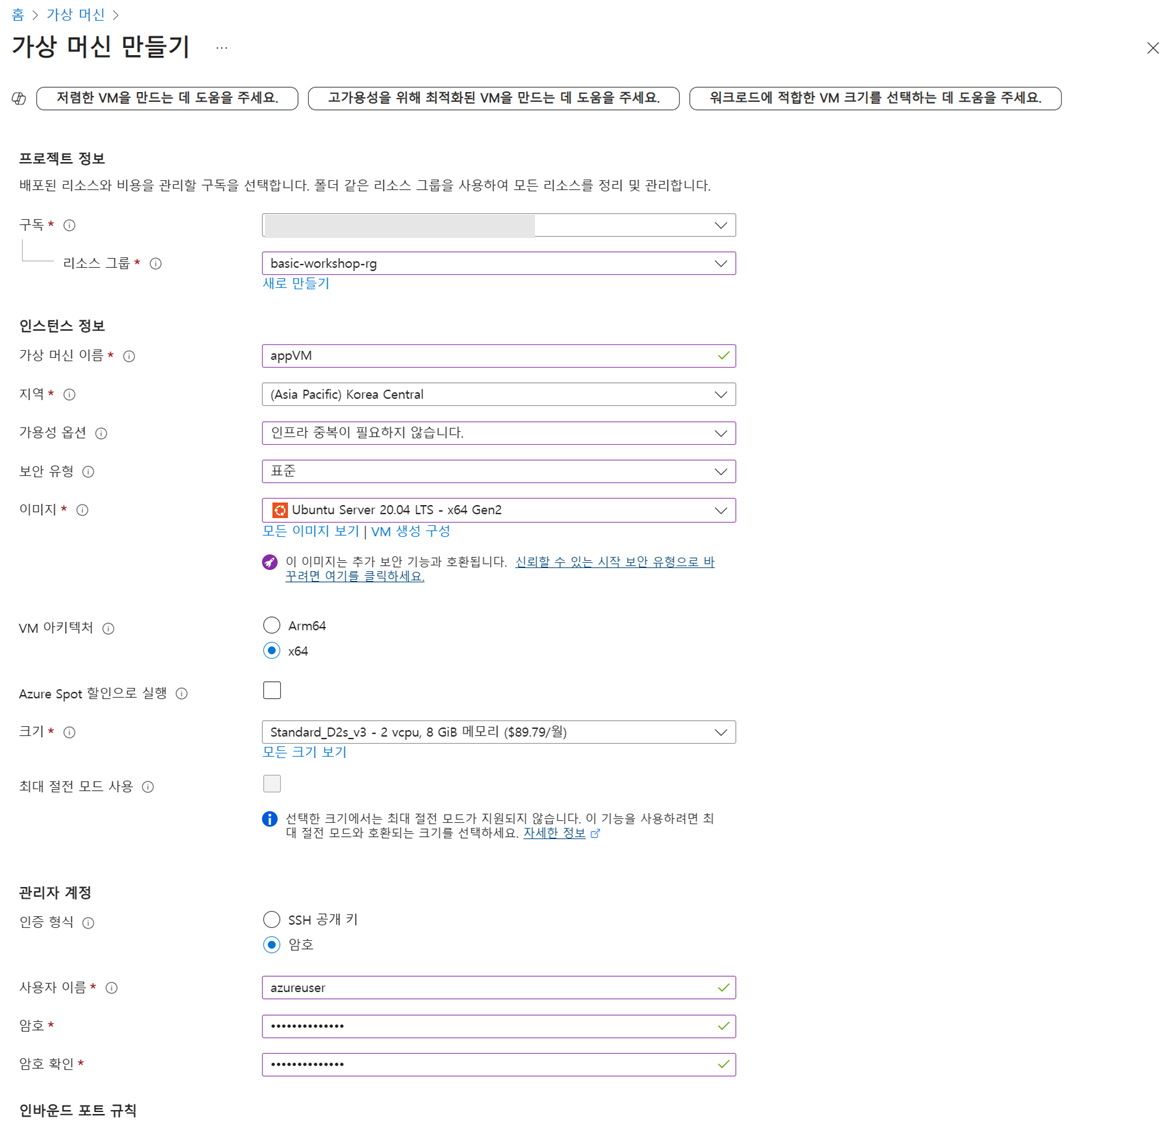 홈 > 가상 머신 >
가상 머신 만들기 ...
저렴한 VM을 만드는 데 도움을 주세요. 고가용성을 위해 최적화된 VM을 만드는 데 도움을 주세요. 워크로드에 적합한 VM 크기를 선택하는 데 도움을 주세요.
프로젝트 정보
배포된 리소스와 비용을 관리할 구독을 선택합니다. 폴더 같은 리소스 그룹을 사용하여 모든 리소스를 정리 및 관리합니다.
구독 *
리소스 그룹 * basic-workshop-rg
새로 만들기
인스턴스 정보
가상 머신 이름 * appVM
지역 * (Asia Pacific) Korea Central
가용성 옵션 인프라 중복이 필요하지 않습니다.
보안 유형 표준
이미지 * Ubuntu Server 20.04 LTS - x64 Gen2
모든 이미지 보기 | VM 생성 구성
이 이미지는 추가 보안 기능과 호환됩니다. 신뢰할 수 있는 시작 보안 유형으로 바
꾸려면 여기를 클릭하세요.
VM 아키텍처 Arm64
x64
Azure Spot 할인으로 실행
크기 * Standard_D2s_v3 - 2 vcpu, 8 GiB 메모리 ($89.79/월)
모든 크기 보기
최대 절전 모드 사용
선택한 크기에서는 최대 절전 모드가 지원되지 않습니다. 이 기능을 사용하려면 최
대 절전 모드와 호환되는 크기를 선택하세요. 자세한 정보
관리자 계정
인증 형식 SSH 공개 키
암호
사용자 이름 * azureuser
암호 * ••••••••••••••
암호 확인 * ••••••••••••••
인바운드 포트 규칙